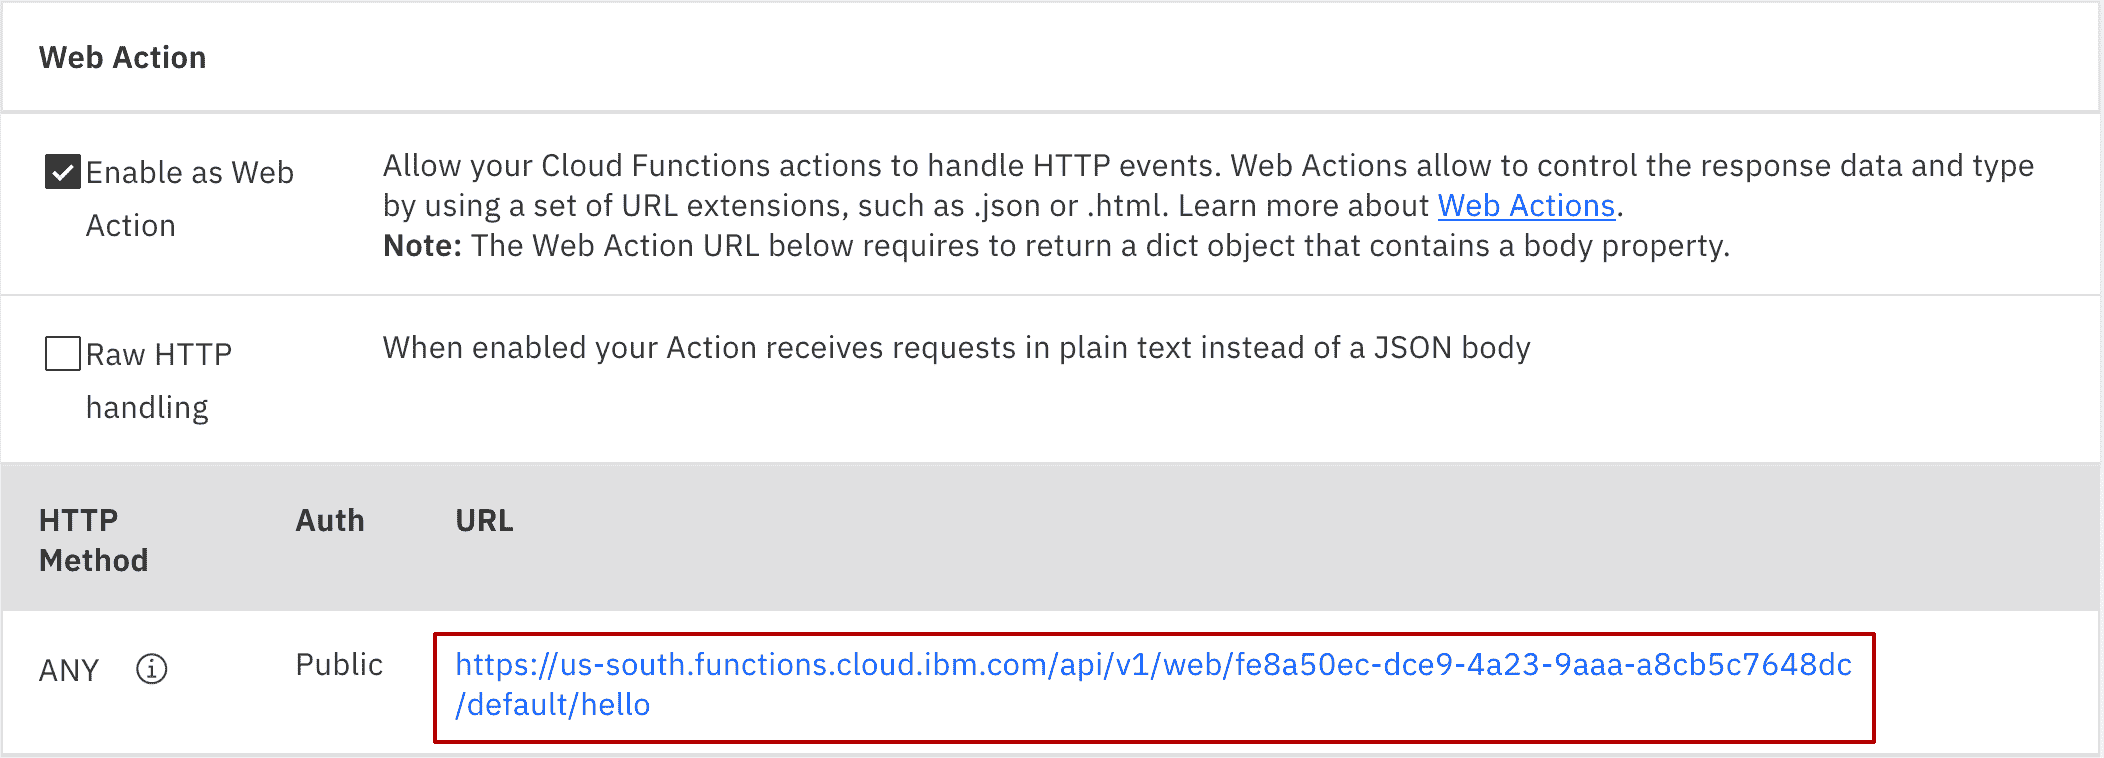 Web Action
Enable as Web
Action
Allow your Cloud Functions actions to handle HTTP events. Web Actions allow to control the response data and type
by using a set of URL extensions, such as .json or .html. Learn more about Web Actions.
Note: The Web Action URL below requires to return a dict object that contains a body property.
Raw HTTP
handling
When enabled your Action receives requests in plain text instead of a JSON body
HTTP
Method
Auth
URL
ANY
Public
https://us-south.functions.cloud.ibm.com/api/v1/web/fe8a50ec-dce9-4a23-9aaa-a8cb5c7648dc
/default/hello